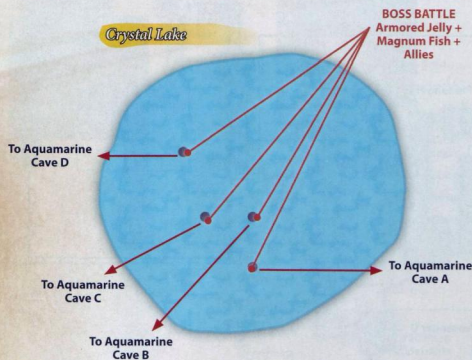 Crystal Lake
BOSS BATTLE
Armored Jelly +
Magnum Fish +
Allies
To Aquamarine
Cave D
To Aquamarine
Cave A
To Aquamarine
Cave C
To Aquamarine
Cave B